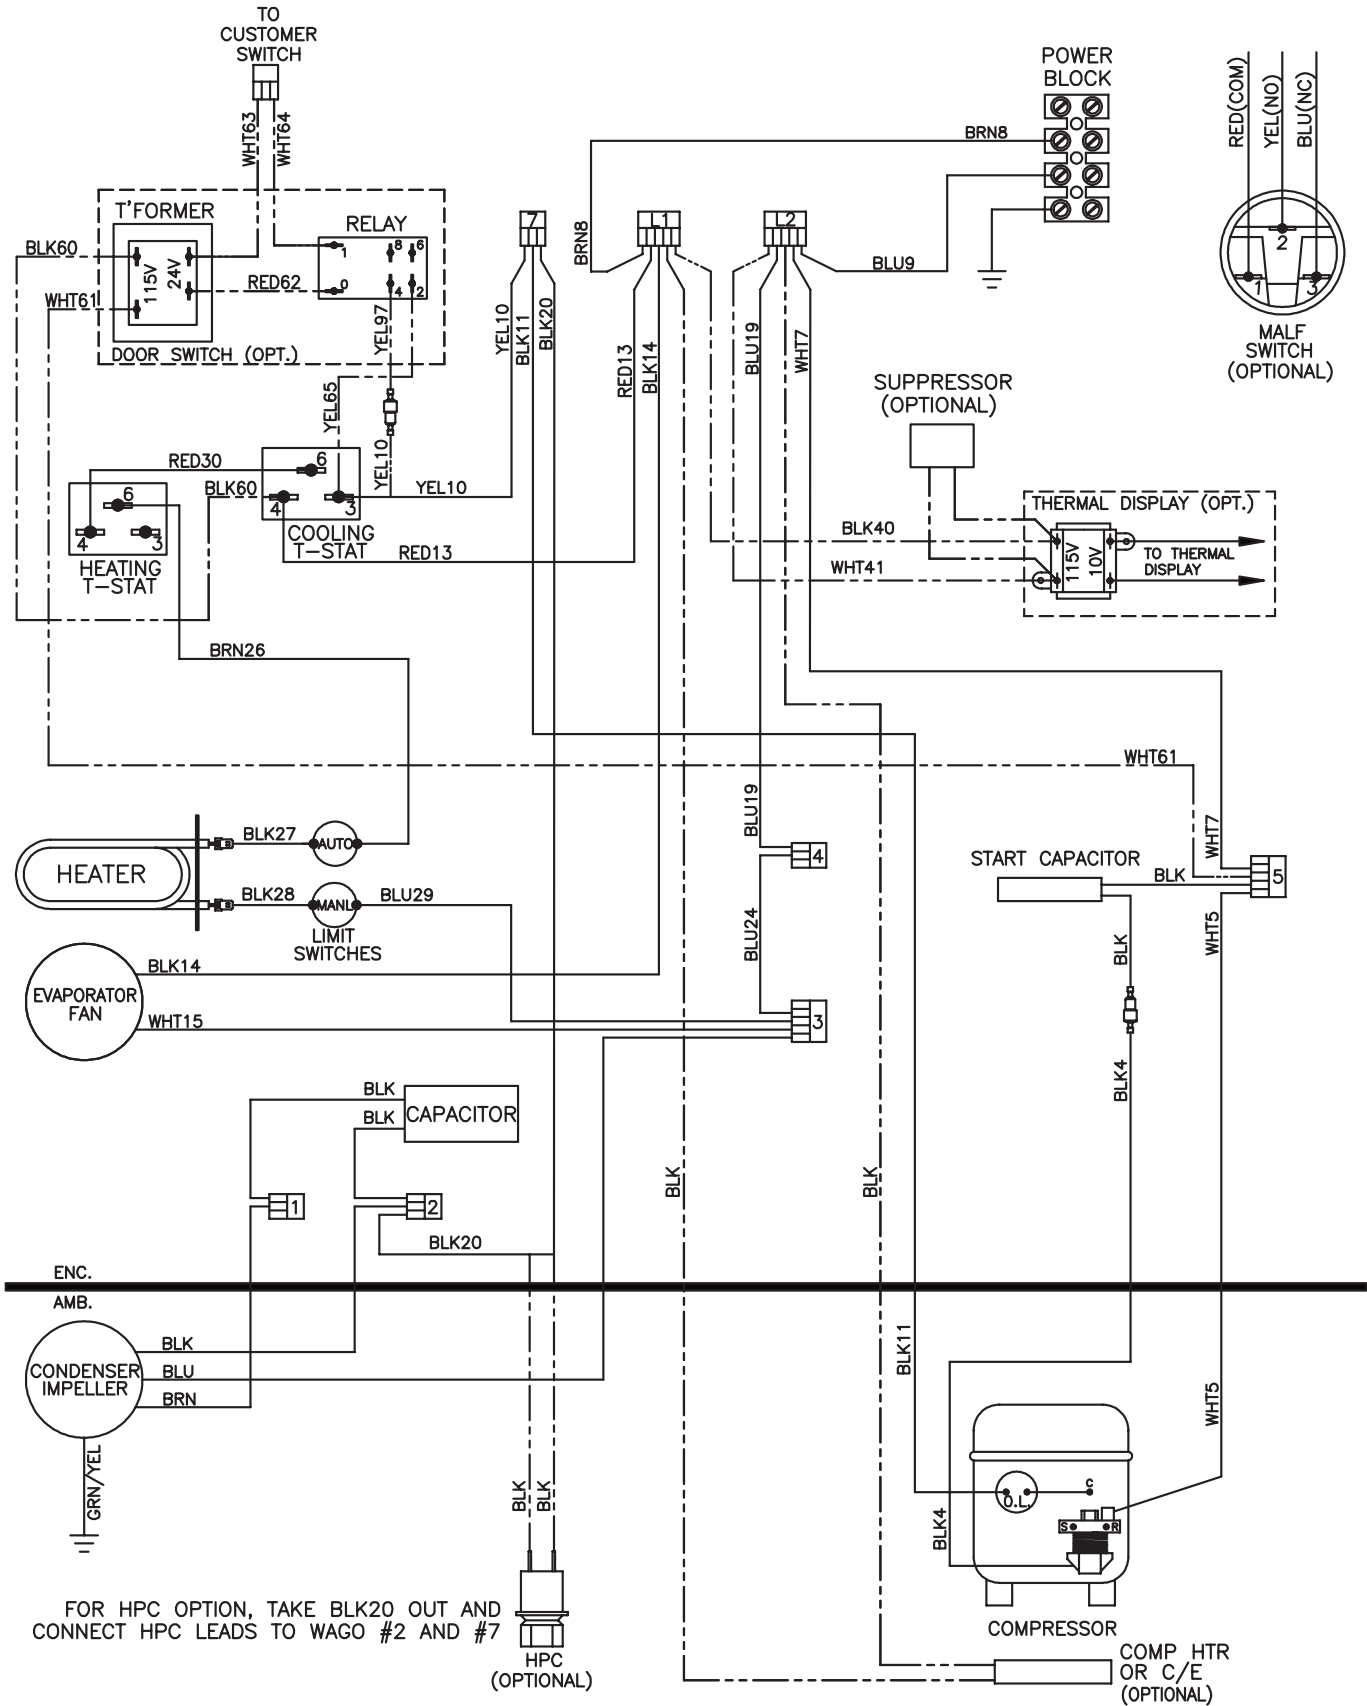 TO
CUSTOMER
SWITCH
WHT63
WHT64
POWER
BLOCK
RED(COM)
YEL(NO)
BLU(NC)
BRN8
T'FORMER
RELAY
7
L1
L2
BLK60
115V
24V
1
8
6
RED62
0
4
2
BRN8
BLU9
2
1
3
WHT61
YEL97
YEL10
BLK11
BLK20
RED13
BLK14
BLU19
WHT7
MALF
SWITCH
(OPTIONAL)
DOOR SWITCH (OPT.)
SUPPRESSOR
(OPTIONAL)
YEL65
YEL10
RED30
6
BLK60
YEL10
4
3
6
4
3
COOLING
T-STAT
RED13
HEATING
T-STAT
THERMAL DISPLAY (OPT.)
BLK40
WHT41
115V
10V
TO THERMAL
DISPLAY
BRN26
WHT61
BLK27
AUTO
HEATER
BLK28
MANL
BLU29
LIMIT
SWITCHES
BLU19
4
BLU24
START CAPACITOR
BLK
WHT7
5
BLK
WHT5
BLK14
EVAPORATOR
FAN
WHT15
3
BLK4
BLK
BLK
CAPACITOR
BLK
BLK
1
2
BLK20
ENC.
AMB.
BLK
CONDENSER
IMPELLER
BLU
BRN
GRN/YEL
BLK11
WHT5
BLK
BLK
O.L.
C
S
R
BLK4
COMPRESSOR
FOR HPC OPTION, TAKE BLK20 OUT AND
CONNECT HPC LEADS TO WAGO #2 AND #7
HPC
(OPTIONAL)
COMP HTR
OR C/E
(OPTIONAL)